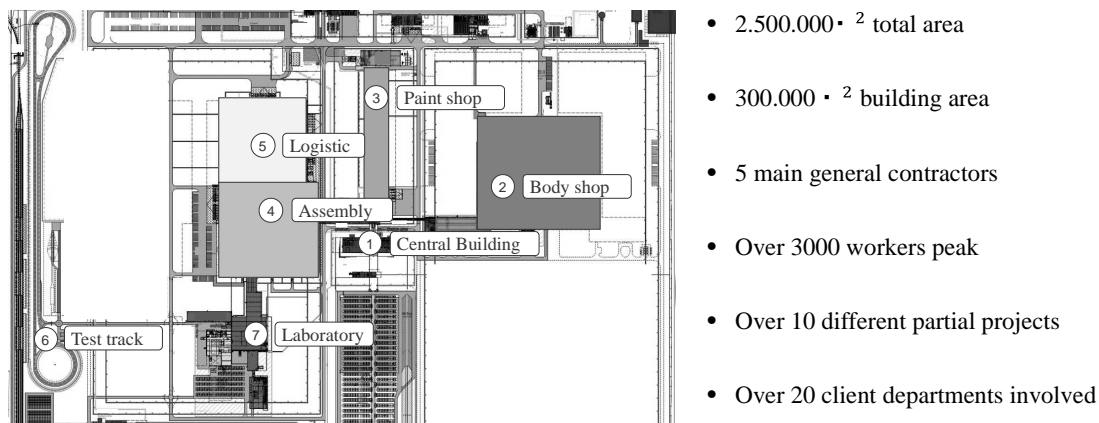 3 Paint shop
5 Logistic
2 Body shop
4 Assembly
1 Central Building
6 Test track
7 Laboratory
• 2.500.000▪ ² total area
• 300.000 ▪ ² building area
• 5 main general contractors
• Over 3000 workers peak
• Over 10 different partial projects
• Over 20 client departments involved